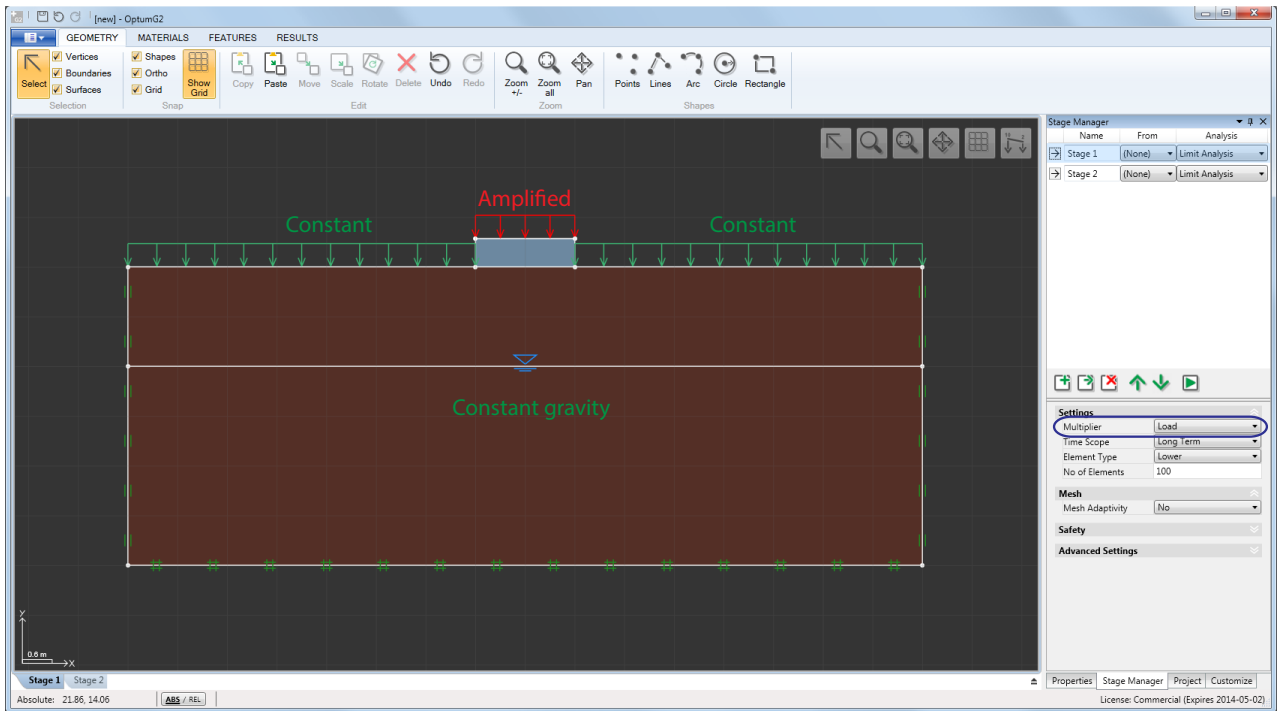 [new] - OptumG2
GEOMETRY MATERIALS FEATURES RESULTS
Select
Vertices
Boundaries
Surfaces
Selection
Shapes
Ortho
Grid
Show Grid
Snap
Copy Paste Move Scale Rotate Delete Undo Redo
Edit
Zoom +/- Zoom all Pan
Zoom
Points Lines Arc Circle Rectangle
Shapes
Amplified
Constant Constant
Constant gravity
y
0.6 m
x
Stage Manager
Name From Analysis
Stage 1 (None) Limit Analysis
Stage 2 (None) Limit Analysis
Settings
Multiplier Load
Time Scope Long Term
Element Type Lower
No of Elements 100
Mesh
Mesh Adaptivity No
Safety
Advanced Settings
Stage 1 Stage 2
Properties Stage Manager Project Customize
Absolute: 21.86, 14.06 ABS / REL
License: Commercial (Expires 2014-05-02)